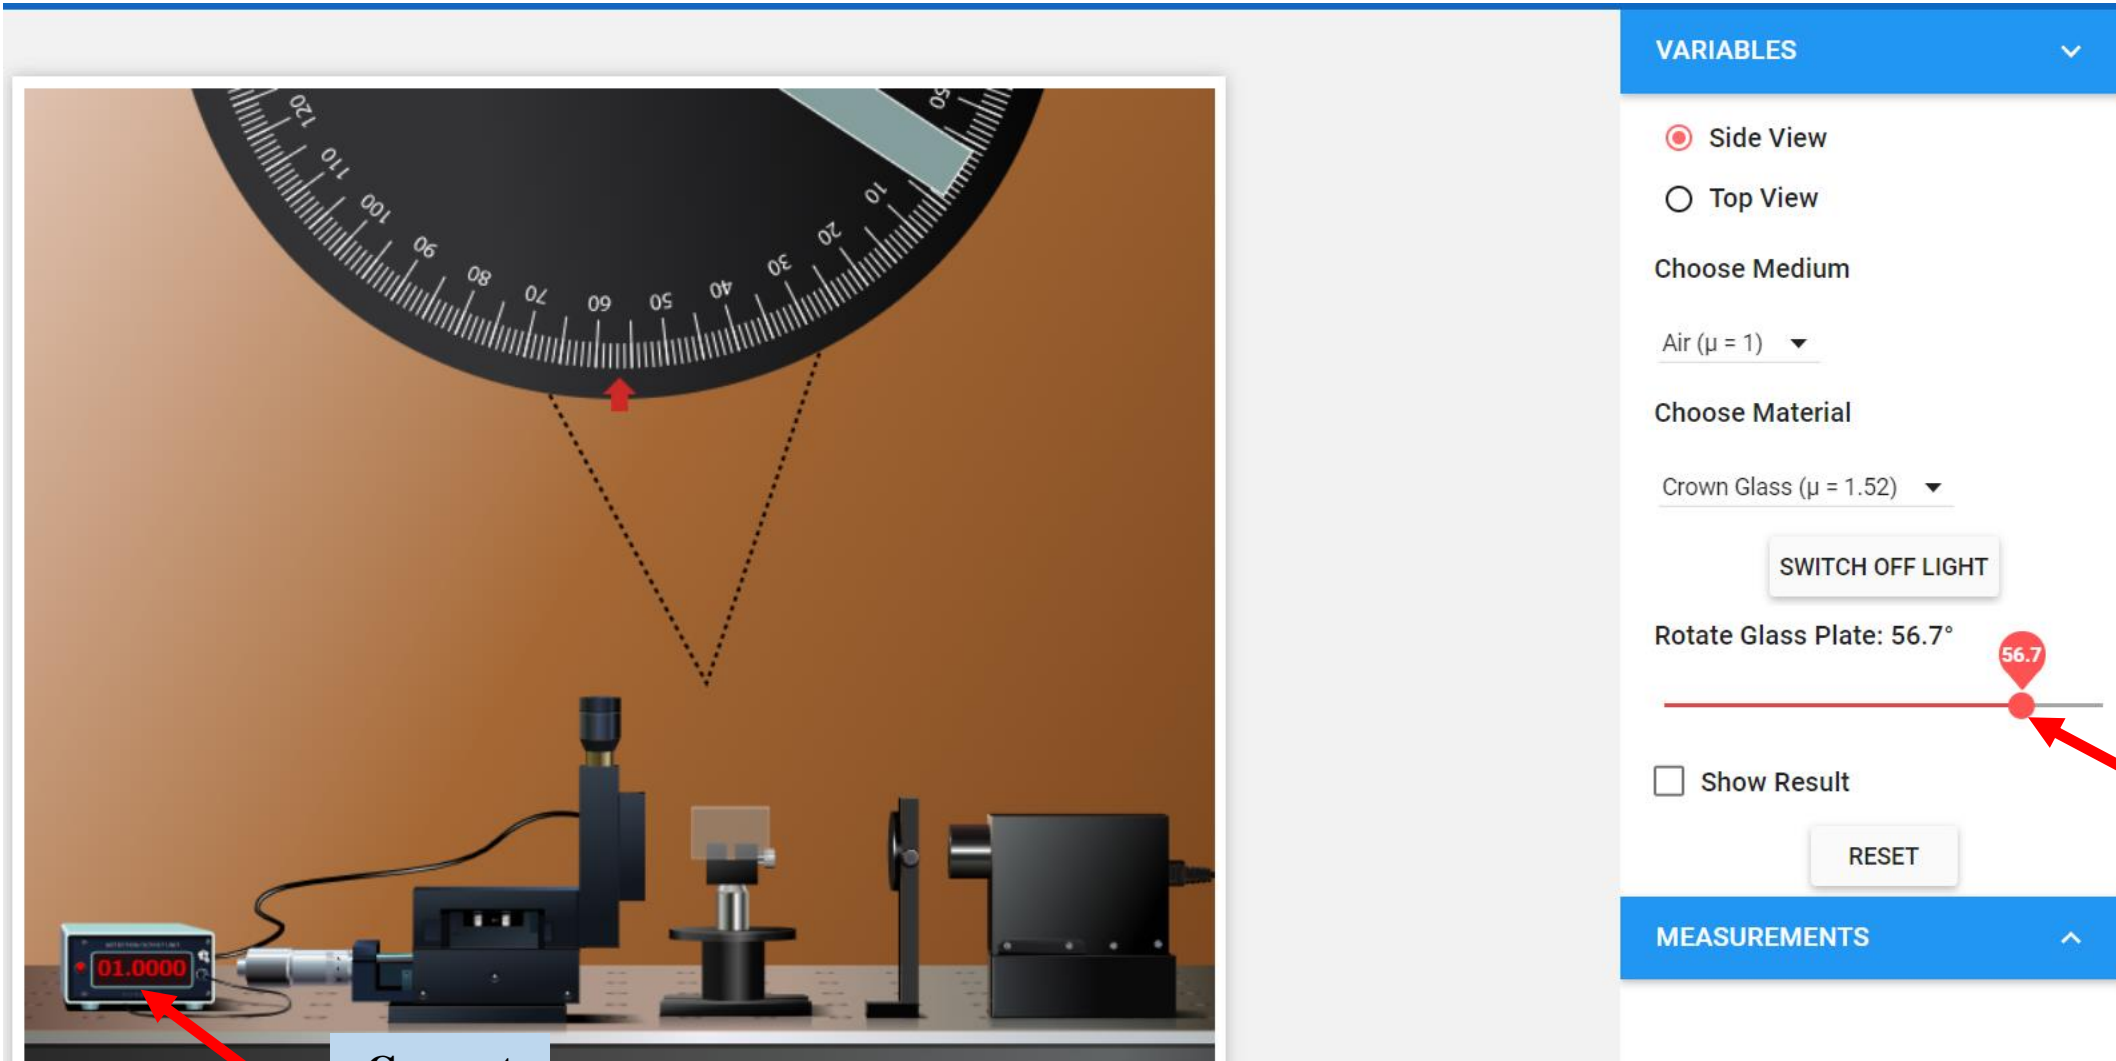 VARIABLES
Side View
Top View
Choose Medium
Air (μ = 1)
Choose Material
Crown Glass (μ = 1.52)
SWITCH OFF LIGHT
Rotate Glass Plate: 56.7°
56.7
Show Result
RESET
MEASUREMENTS
120
110
100
90
80
70
60
50
40
30
20
10
01.0000